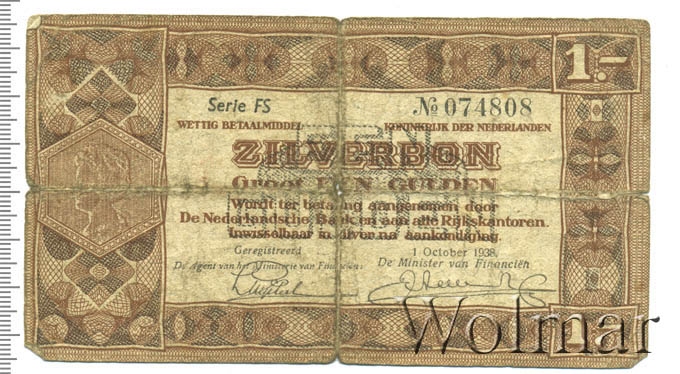 1.-
Serie FS № 074808
WETTIG BETAALMIDDEL KONINKRIJK DER NEDERLANDEN
ZILVERBON
Groot EEN GULDEN
Wordt ter betaling aangenomen door
De Nederlandsche Bank en aan alle Rijkskantoren.
Inwisselbaar in zilver na aankondiging.
Geregistreerd 1 October 1938,
De Agent van het Ministerie van Financiën: De Minister van Financiën
1.-
Wolmar